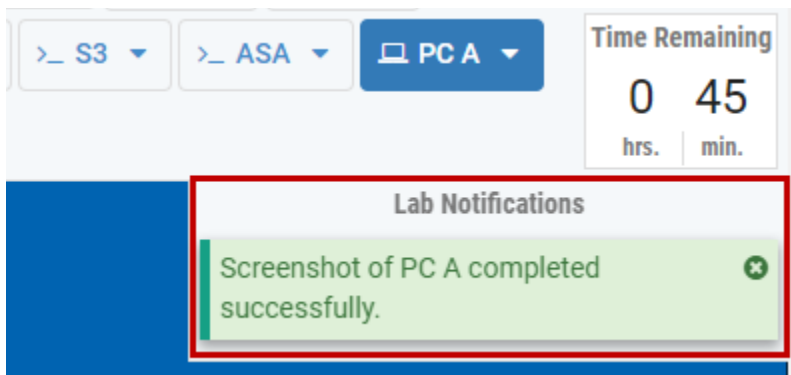 >_ S3
>_ ASA
PC A
Time Remaining
0 45
hrs. min.
Lab Notifications
Screenshot of PC A completed
successfully.